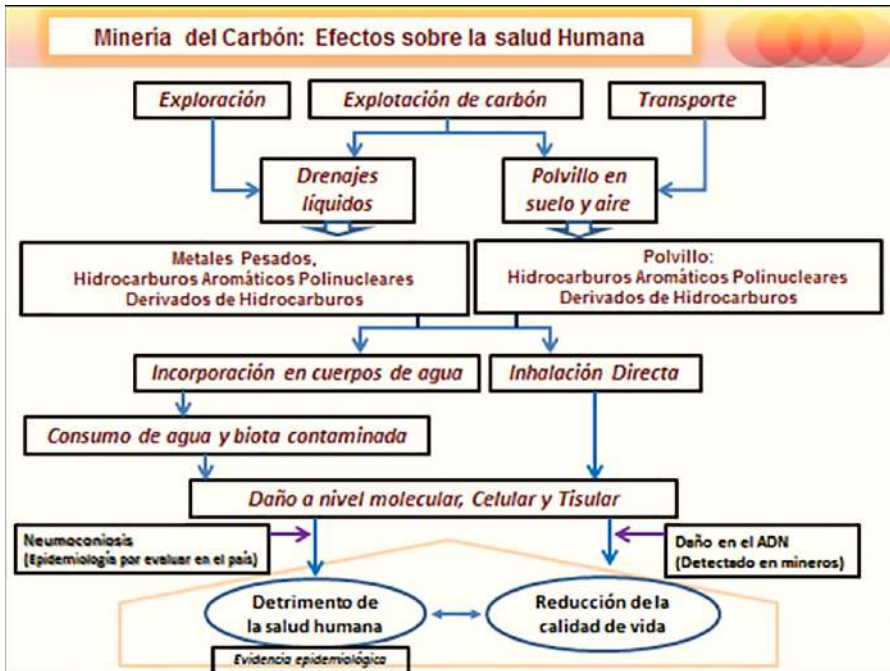 Minería del Carbón: Efectos sobre la salud Humana
Exploración
Explotación de carbón
Transporte
Drenajes
líquidos
Polvillo en
suelo y aire
Metales Pesados,
Hidrocarburos Aromáticos Polinucleares
Derivados de Hidrocarburos
Polvillo:
Hidrocarburos Aromáticos Polinucleares
Derivados de Hidrocarburos
Incorporación en cuerpos de agua
Inhalación Directa
Consumo de agua y biota contaminada
Daño a nivel molecular, Celular y Tisular
Neumoconiosis
(Epidemiología por evaluar en el país)
Daño en el ADN
(Detectado en mineros)
Detrimento de
la salud humana
Reducción de la
calidad de vida
Evidencia epidemiológica